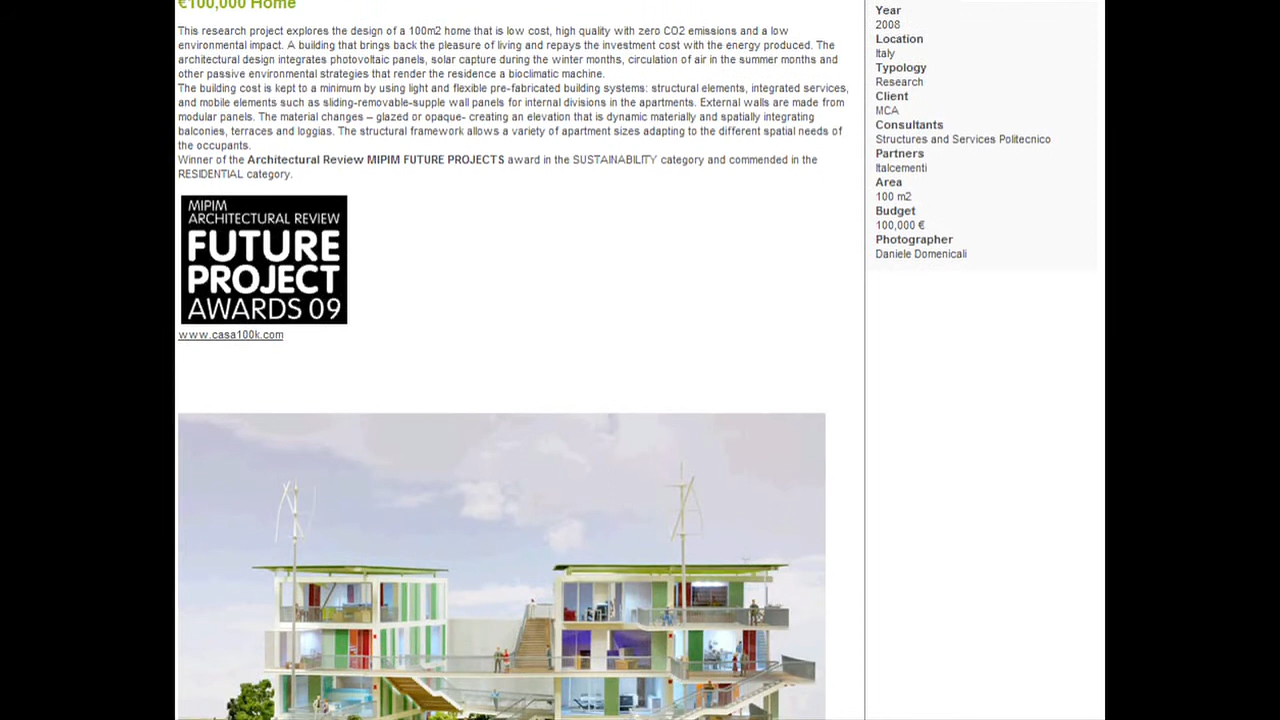 €100,000 Home
This research project explores the design of a 100m2 home that is low cost, high quality with zero CO2 emissions and a low
environmental impact. A building that brings back the pleasure of living and repays the investment cost with the energy produced. The
architectural design integrates photovoltaic panels, solar capture during the winter months, circulation of air in the summer months and
other passive environmental strategies that render the residence a bioclimatic machine.
The building cost is kept to a minimum by using light and flexible pre-fabricated building systems: structural elements, integrated services,
and mobile elements such as sliding-removable-supple wall panels for internal divisions in the apartments. External walls are made from
modular panels. The material changes – glazed or opaque- creating an elevation that is dynamic materially and spatially integrating
balconies, terraces and loggias. The structural framework allows a variety of apartment sizes adapting to the different spatial needs of
the occupants.
Winner of the Architectural Review MIPIM FUTURE PROJECTS award in the SUSTAINABILITY category and commended in the
RESIDENTIAL category.
MIPIM
ARCHITECTURAL REVIEW
FUTURE
PROJECT
AWARDS 09
www.casa100k.com
Year
2008
Location
Italy
Typology
Research
Client
MCA
Consultants
Structures and Services Politecnico
Partners
Italcementi
Area
100 m2
Budget
100,000 €
Photographer
Daniele Domenicali